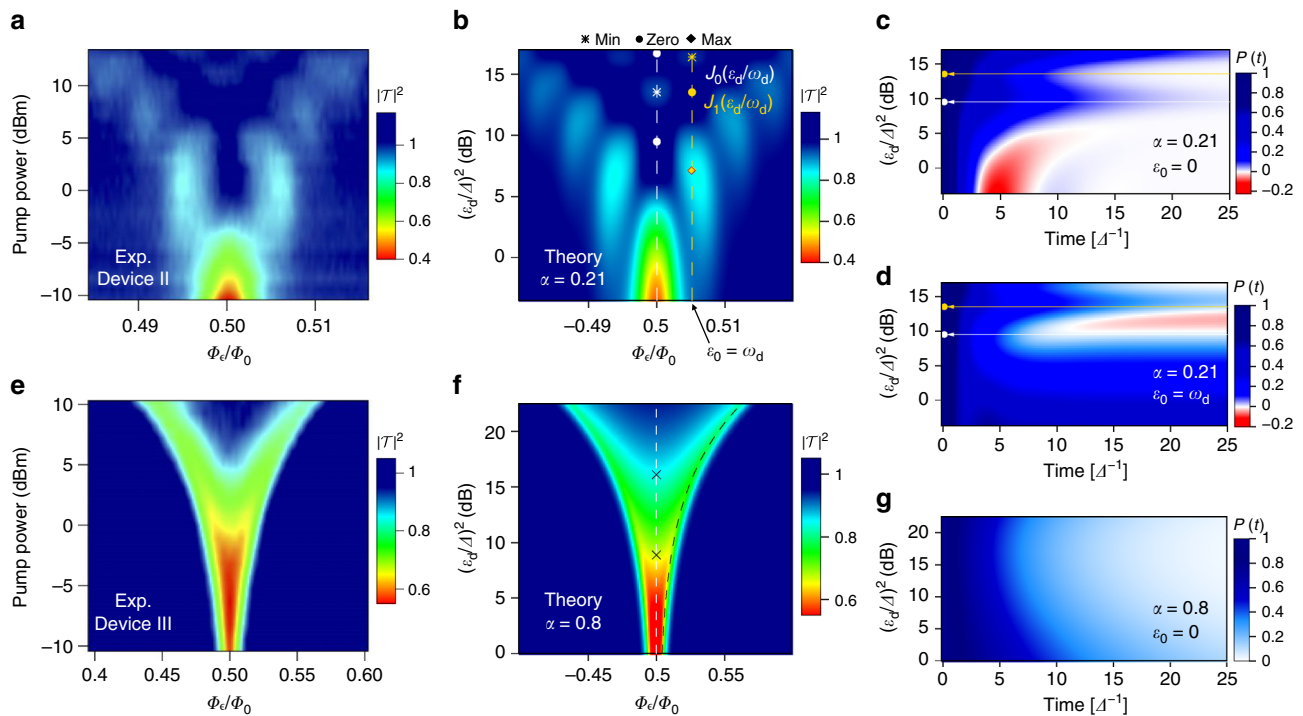 a
Pump power (dBm)
10
5
0
−5
−10
Exp.
Device II
0.49
0.50
0.51
Φϵ/Φ0
|𝒯|²
1
0.8
0.6
0.4
b
✳ Min ● Zero ◆ Max
(εd/Δ)² (dB)
15
10
5
0
J0(εd/ωd)
J1(εd/ωd)
Theory
α = 0.21
−0.49
0.5
0.51
Φϵ/Φ0
ε0 = ωd
|𝒯|²
1
0.8
0.6
0.4
c
(εd/Δ)² (dB)
15
10
5
0
α = 0.21
ε0 = 0
0
5
10
15
20
25
Time [Δ⁻¹]
P (t)
1
0.8
0.6
0.4
0.2
0
−0.2
d
(εd/Δ)² (dB)
15
10
5
0
α = 0.21
ε0 = ωd
0
5
10
15
20
25
Time [Δ⁻¹]
P (t)
1
0.8
0.6
0.4
0.2
0
−0.2
e
Pump power (dBm)
10
5
0
−5
−10
Exp.
Device III
0.4
0.45
0.50
0.55
0.60
Φϵ/Φ0
|𝒯|²
1
0.8
0.6
f
(εd/Δ)² (dB)
20
15
10
5
0
Theory
α = 0.8
−0.45
0.5
0.55
Φϵ/Φ0
|𝒯|²
1
0.8
0.6
g
(εd/Δ)² (dB)
20
10
0
α = 0.8
ε0 = 0
0
5
10
15
20
25
Time [Δ⁻¹]
P (t)
1
0.8
0.6
0.4
0.2
0